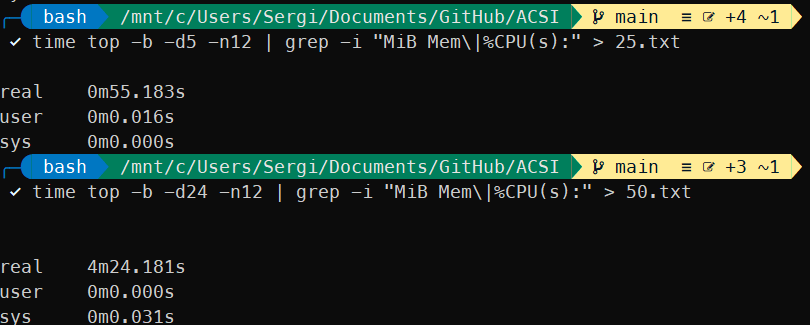 bash /mnt/c/Users/Sergi/Documents/GitHub/ACSI main ≡ +4 ~1
✓ time top -b -d5 -n12 | grep -i "MiB Mem\|%CPU(s):" > 25.txt
real 0m55.183s
user 0m0.016s
sys 0m0.000s
bash /mnt/c/Users/Sergi/Documents/GitHub/ACSI main ≡ +3 ~1
✓ time top -b -d24 -n12 | grep -i "MiB Mem\|%CPU(s):" > 50.txt
real 4m24.181s
user 0m0.000s
sys 0m0.031s